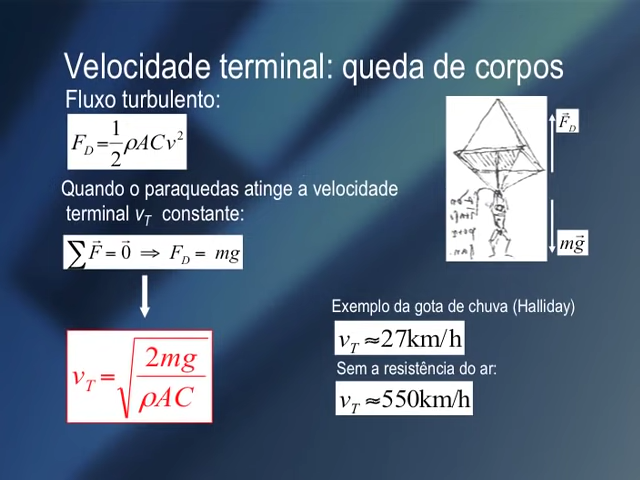 Velocidade terminal: queda de corpos
Fluxo turbulento:
F_D = 1/2 ρACv²
Quando o paraquedas atinge a velocidade
terminal v_T constante:
∑F⃗ = 0⃗ ⇒ F_D = mg
v_T = √(2mg/ρAC)
F⃗_D
mg⃗
Exemplo da gota de chuva (Halliday)
v_T ≈27km/h
Sem a resistência do ar:
v_T ≈550km/h